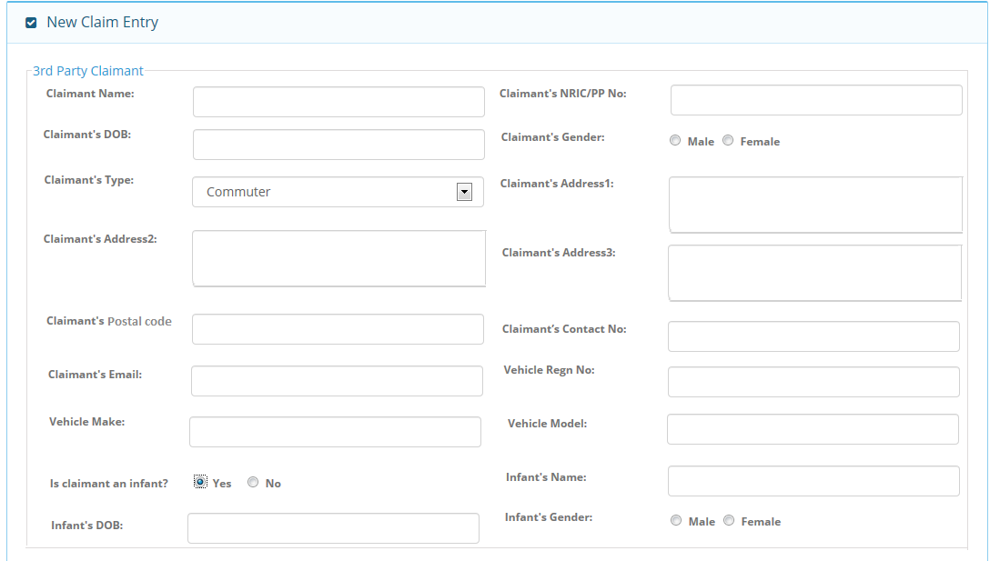 New Claim Entry
3rd Party Claimant
Claimant Name:
Claimant's NRIC/PP No:
Claimant's DOB:
Claimant's Gender:
Male Female
Claimant's Type:
Commuter
Claimant's Address1:
Claimant's Address2:
Claimant's Address3:
Claimant's Postal code
Claimant's Contact No:
Claimant's Email:
Vehicle Regn No:
Vehicle Make:
Vehicle Model:
Is claimant an infant?
Yes No
Infant's Name:
Infant's DOB:
Infant's Gender:
Male Female